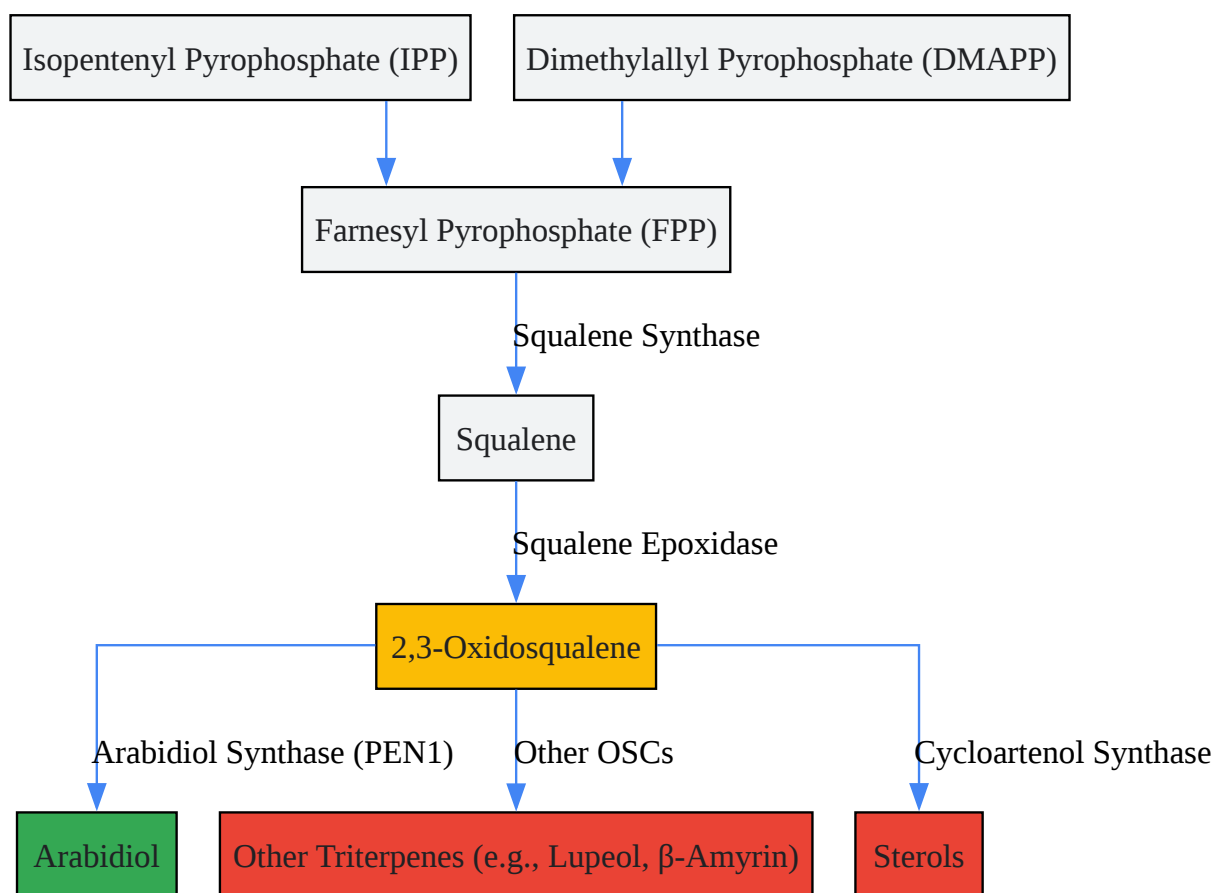 Isopentenyl Pyrophosphate (IPP)
Dimethylallyl Pyrophosphate (DMAPP)
Farnesyl Pyrophosphate (FPP)
Squalene Synthase
Squalene
Squalene Epoxidase
2,3-Oxidosqualene
Arabidiol Synthase (PEN1)
Other OSCs
Cycloartenol Synthase
Arabidiol
Other Triterpenes (e.g., Lupeol, β-Amyrin)
Sterols